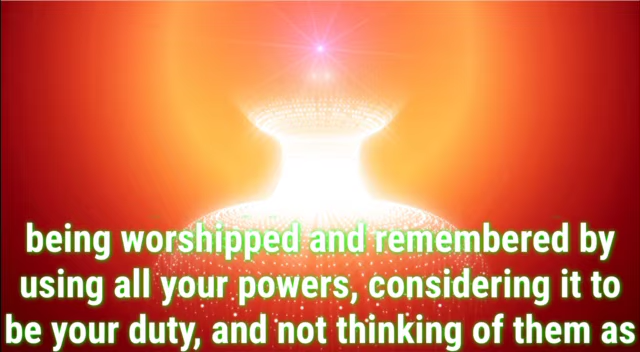 being worshipped and remembered by
using all your powers, considering it to
be your duty, and not thinking of them as